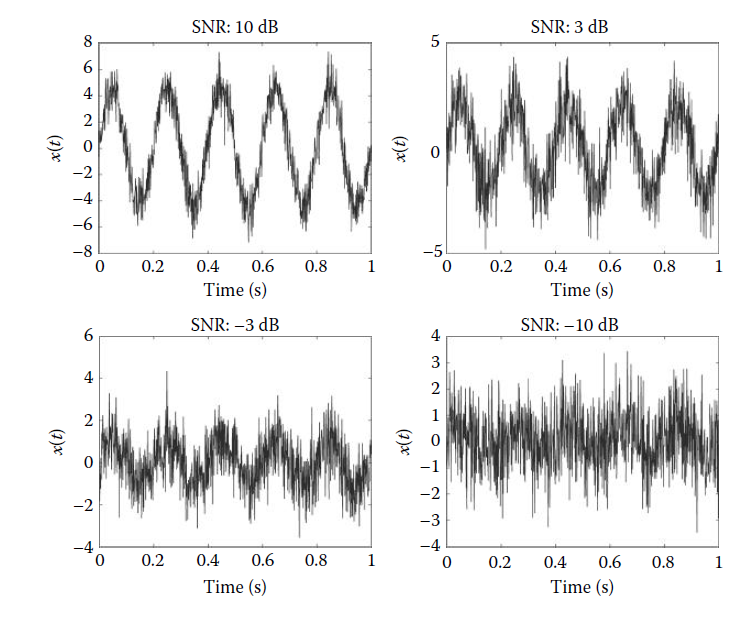 SNR: 10 dB
8
6
4
2
0
−2
−4
−6
−8
x(t)
0 0.2 0.4 0.6 0.8 1
Time (s)
SNR: 3 dB
5
0
−5
x(t)
0 0.2 0.4 0.6 0.8 1
Time (s)
SNR: −3 dB
6
4
2
0
−2
−4
x(t)
0 0.2 0.4 0.6 0.8 1
Time (s)
SNR: −10 dB
4
3
2
1
0
−1
−2
−3
−4
x(t)
0 0.2 0.4 0.6 0.8 1
Time (s)